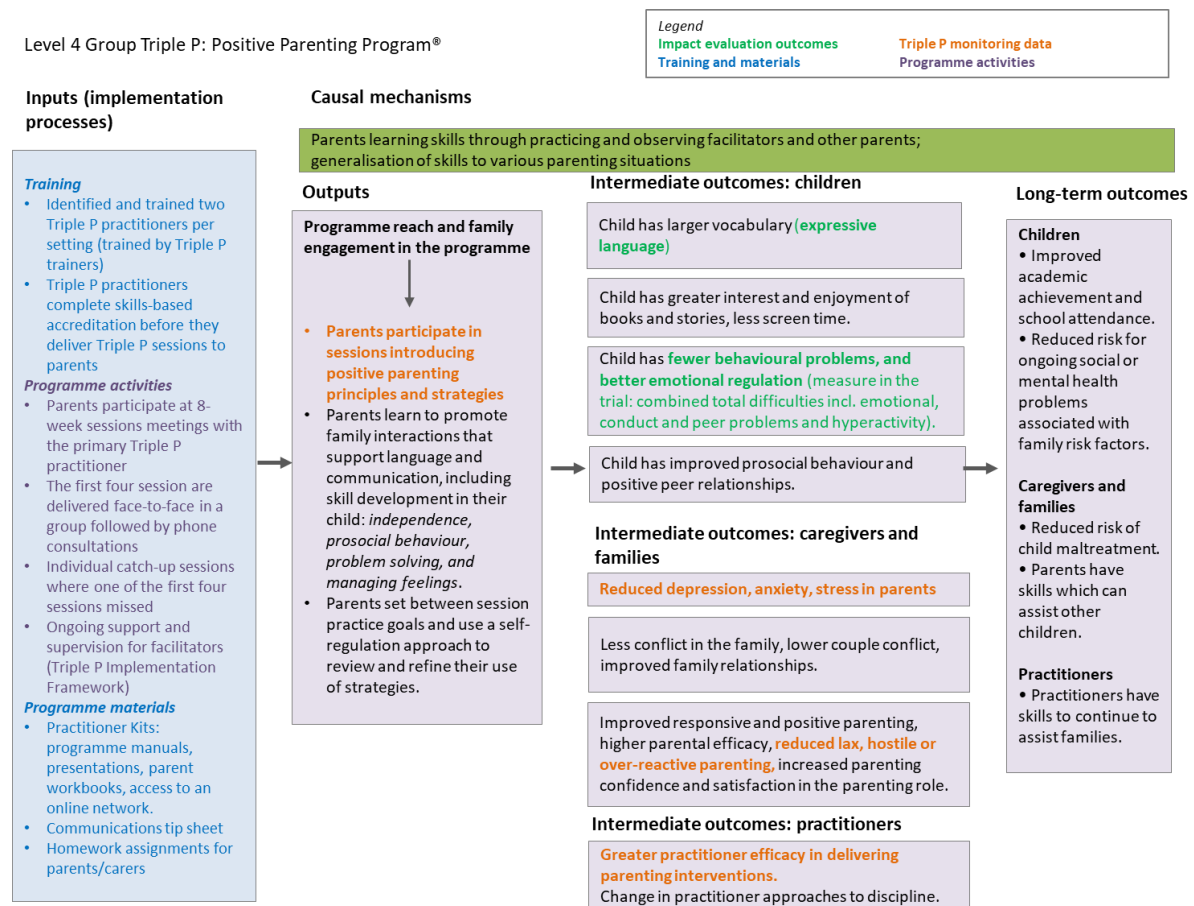 Level 4 Group Triple P: Positive Parenting Program®
Legend
Impact evaluation outcomes
Triple P monitoring data
Training and materials
Programme activities
Inputs (implementation
processes)
Training
• Identified and trained two
Triple P practitioners per
setting (trained by Triple P
trainers)
• Triple P practitioners
complete skills-based
accreditation before they
deliver Triple P sessions to
parents
Programme activities
• Parents participate at 8-
week sessions meetings with
the primary Triple P
practitioner
• The first four session are
delivered face-to-face in a
group followed by phone
consultations
• Individual catch-up sessions
where one of the first four
sessions missed
• Ongoing support and
supervision for facilitators
(Triple P Implementation
Framework)
Programme materials
• Practitioner Kits:
programme manuals,
presentations, parent
workbooks, access to an
online network.
• Communications tip sheet
• Homework assignments for
parents/carers
Causal mechanisms
Parents learning skills through practicing and observing facilitators and other parents;
generalisation of skills to various parenting situations
Outputs
Programme reach and family
engagement in the programme
• Parents participate in
sessions introducing
positive parenting
principles and strategies
• Parents learn to promote
family interactions that
support language and
communication, including
skill development in their
child: independence,
prosocial behaviour,
problem solving, and
managing feelings.
• Parents set between session
practice goals and use a self-
regulation approach to
review and refine their use
of strategies.
Intermediate outcomes: children
Child has larger vocabulary (expressive
language)
Child has greater interest and enjoyment of
books and stories, less screen time.
Child has fewer behavioural problems, and
better emotional regulation (measure in the
trial: combined total difficulties incl. emotional,
conduct and peer problems and hyperactivity).
Child has improved prosocial behaviour and
positive peer relationships.
Intermediate outcomes: caregivers and
families
Reduced depression, anxiety, stress in parents
Less conflict in the family, lower couple conflict,
improved family relationships.
Improved responsive and positive parenting,
higher parental efficacy, reduced lax, hostile or
over-reactive parenting, increased parenting
confidence and satisfaction in the parenting role.
Intermediate outcomes: practitioners
Greater practitioner efficacy in delivering
parenting interventions.
Change in practitioner approaches to discipline.
Long-term outcomes
Children
• Improved
academic
achievement and
school attendance.
• Reduced risk for
ongoing social or
mental health
problems
associated with
family risk factors.
Caregivers and
families
• Reduced risk of
child maltreatment.
• Parents have
skills which can
assist other
children.
Practitioners
• Practitioners have
skills to continue to
assist families.